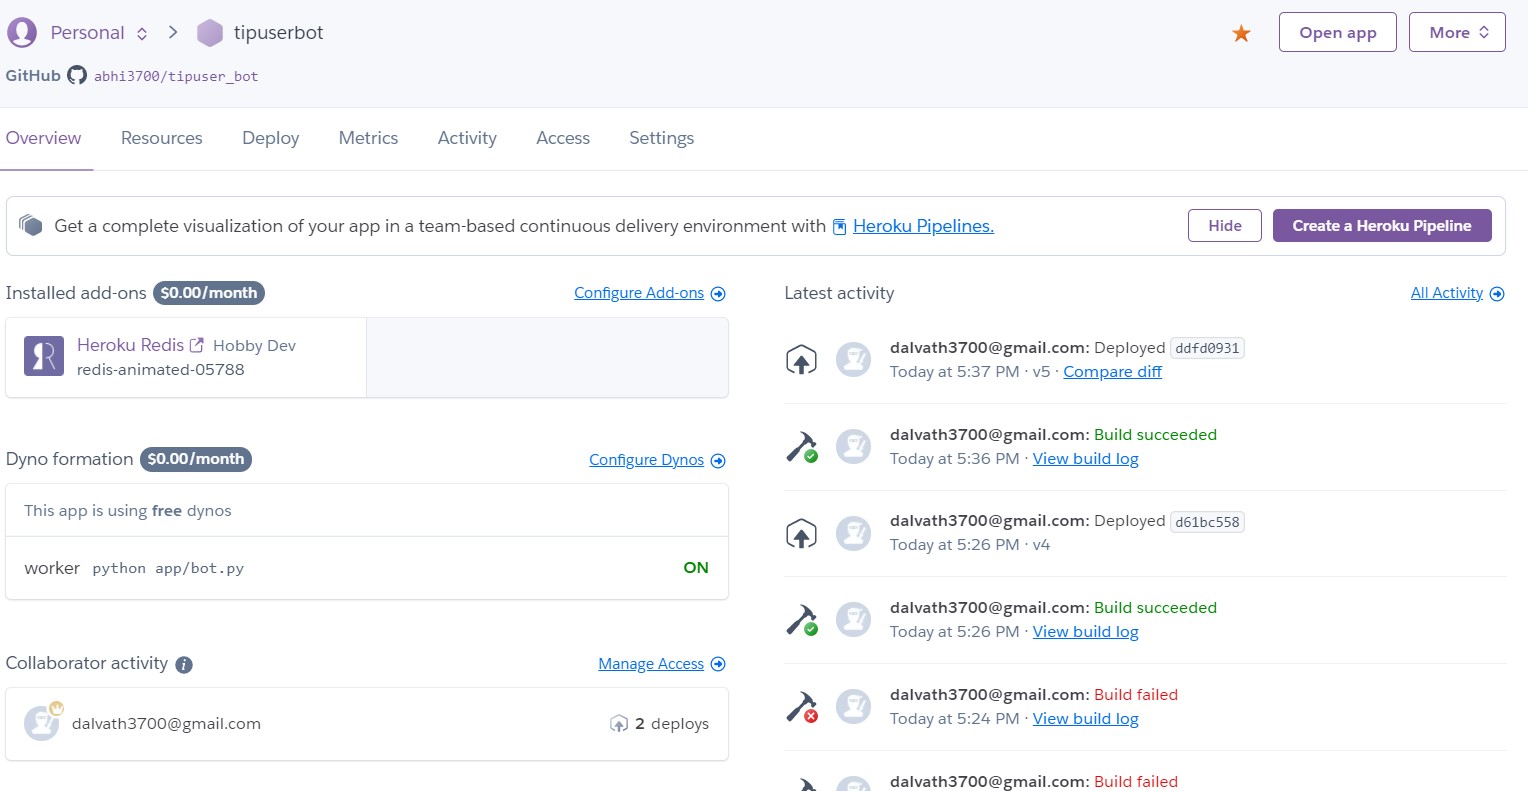 Personal > tipuserbot
Open app
More
GitHub abhi3700/tipuser_bot
Overview Resources Deploy Metrics Activity Access Settings
Get a complete visualization of your app in a team-based continuous delivery environment with Heroku Pipelines.
Hide
Create a Heroku Pipeline
Installed add-ons $0.00/month
Configure Add-ons
Heroku Redis Hobby Dev
redis-animated-05788
Dyno formation $0.00/month
Configure Dynos
This app is using free dynos
worker python app/bot.py ON
Collaborator activity i
Manage Access
dalvath3700@gmail.com 2 deploys
Latest activity
All Activity
dalvath3700@gmail.com: Deployed ddfd0931
Today at 5:37 PM · v5 · Compare diff
dalvath3700@gmail.com: Build succeeded
Today at 5:36 PM · View build log
dalvath3700@gmail.com: Deployed d61bc558
Today at 5:26 PM · v4
dalvath3700@gmail.com: Build succeeded
Today at 5:26 PM · View build log
dalvath3700@gmail.com: Build failed
Today at 5:24 PM · View build log
dalvath3700@gmail.com: Build failed